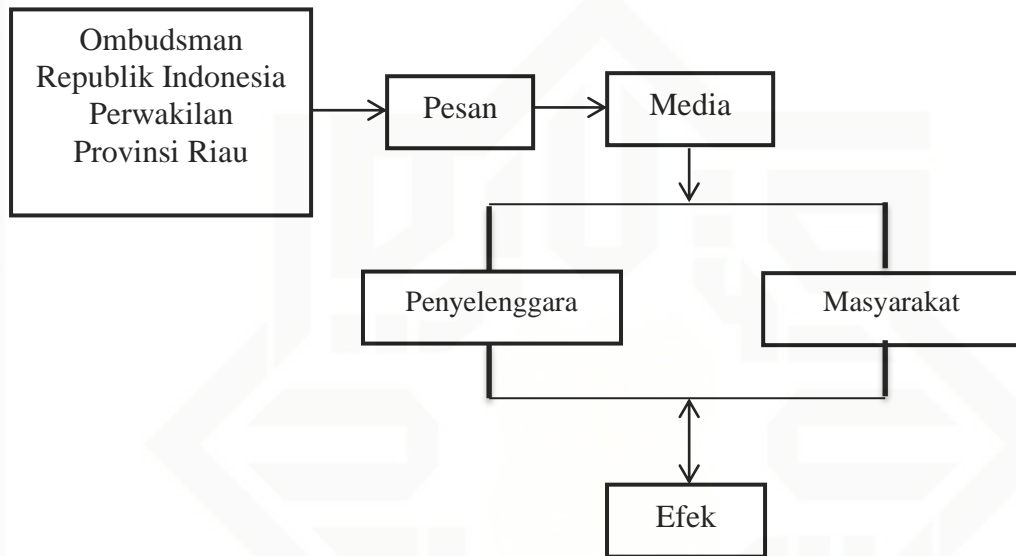 Ombudsman
Republik Indonesia
Perwakilan
Provinsi Riau
Pesan
Media
Penyelenggara
Masyarakat
Efek